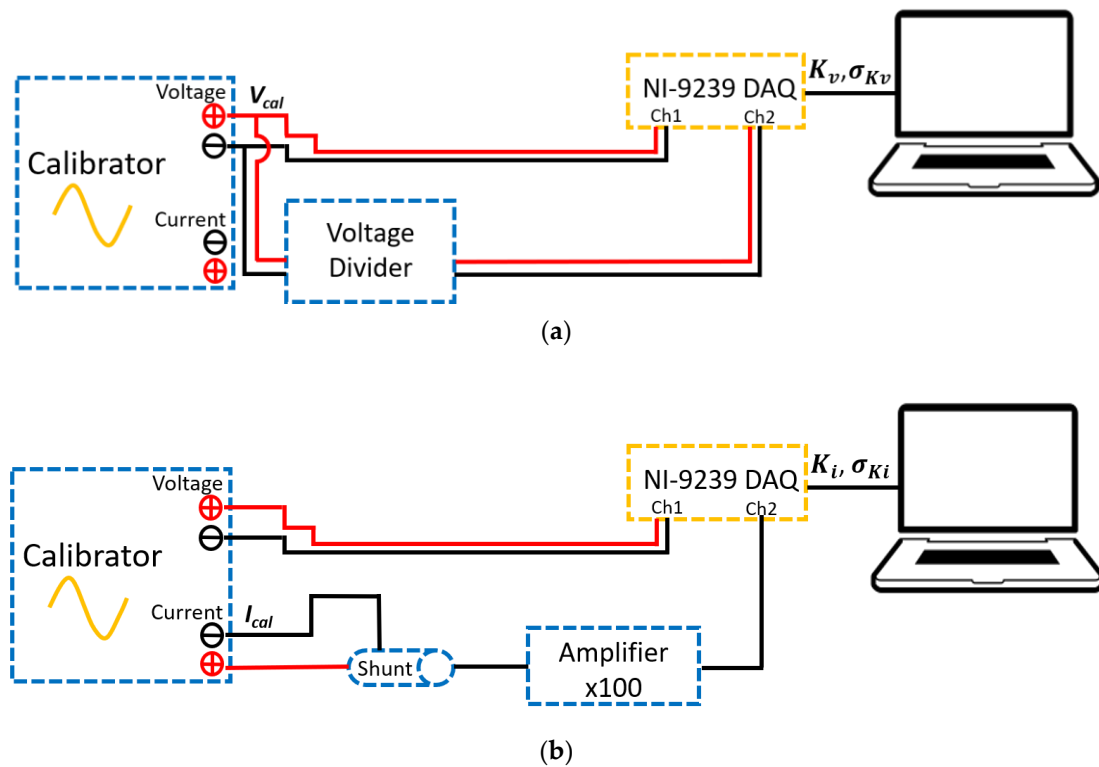 Voltage
V_cal
NI-9239 DAQ
K_v, σ_Kv
Ch1
Ch2
Calibrator
Current
Voltage
Divider
(a)
Voltage
NI-9239 DAQ
K_i, σ_Ki
Ch1
Ch2
Calibrator
Current
I_cal
Shunt
Amplifier
x100
(b)